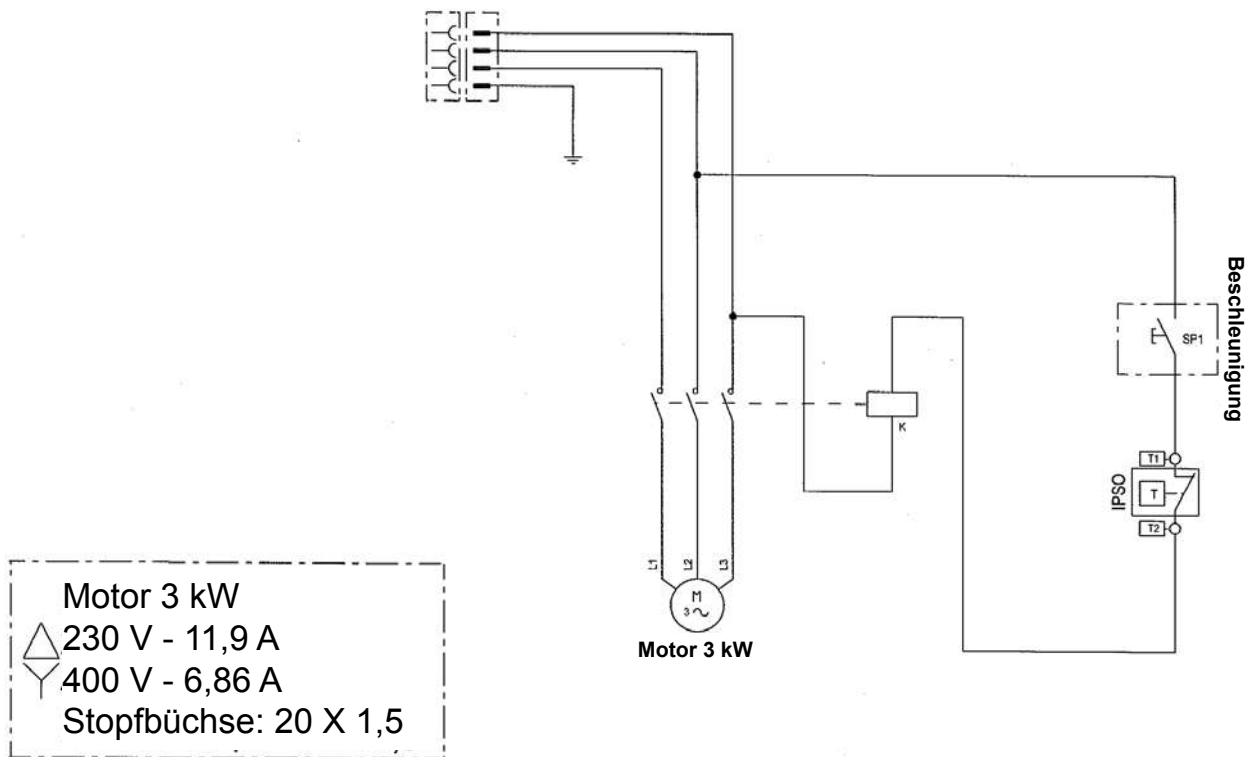 Beschleunigung
SP1
K
T1
IPSO
T
T2
L1
L2
L3
M
3
Motor 3 kW
Motor 3 kW
230 V - 11,9 A
400 V - 6,86 A
Stopfbüchse: 20 X 1,5